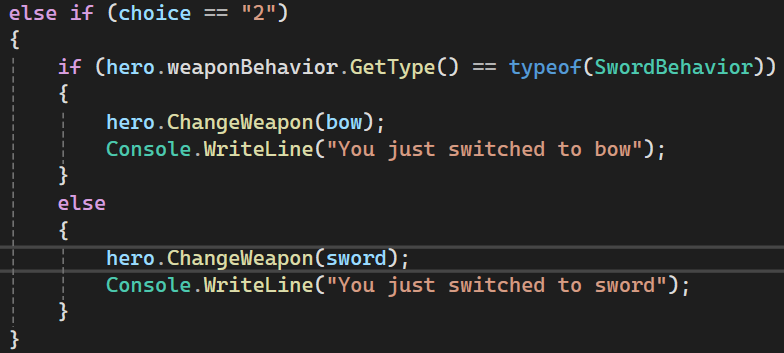 else if (choice == "2")
{
if (hero.weaponBehavior.GetType() == typeof(SwordBehavior))
{
hero.ChangeWeapon(bow);
Console.WriteLine("You just switched to bow");
}
else
{
hero.ChangeWeapon(sword);
Console.WriteLine("You just switched to sword");
}
}